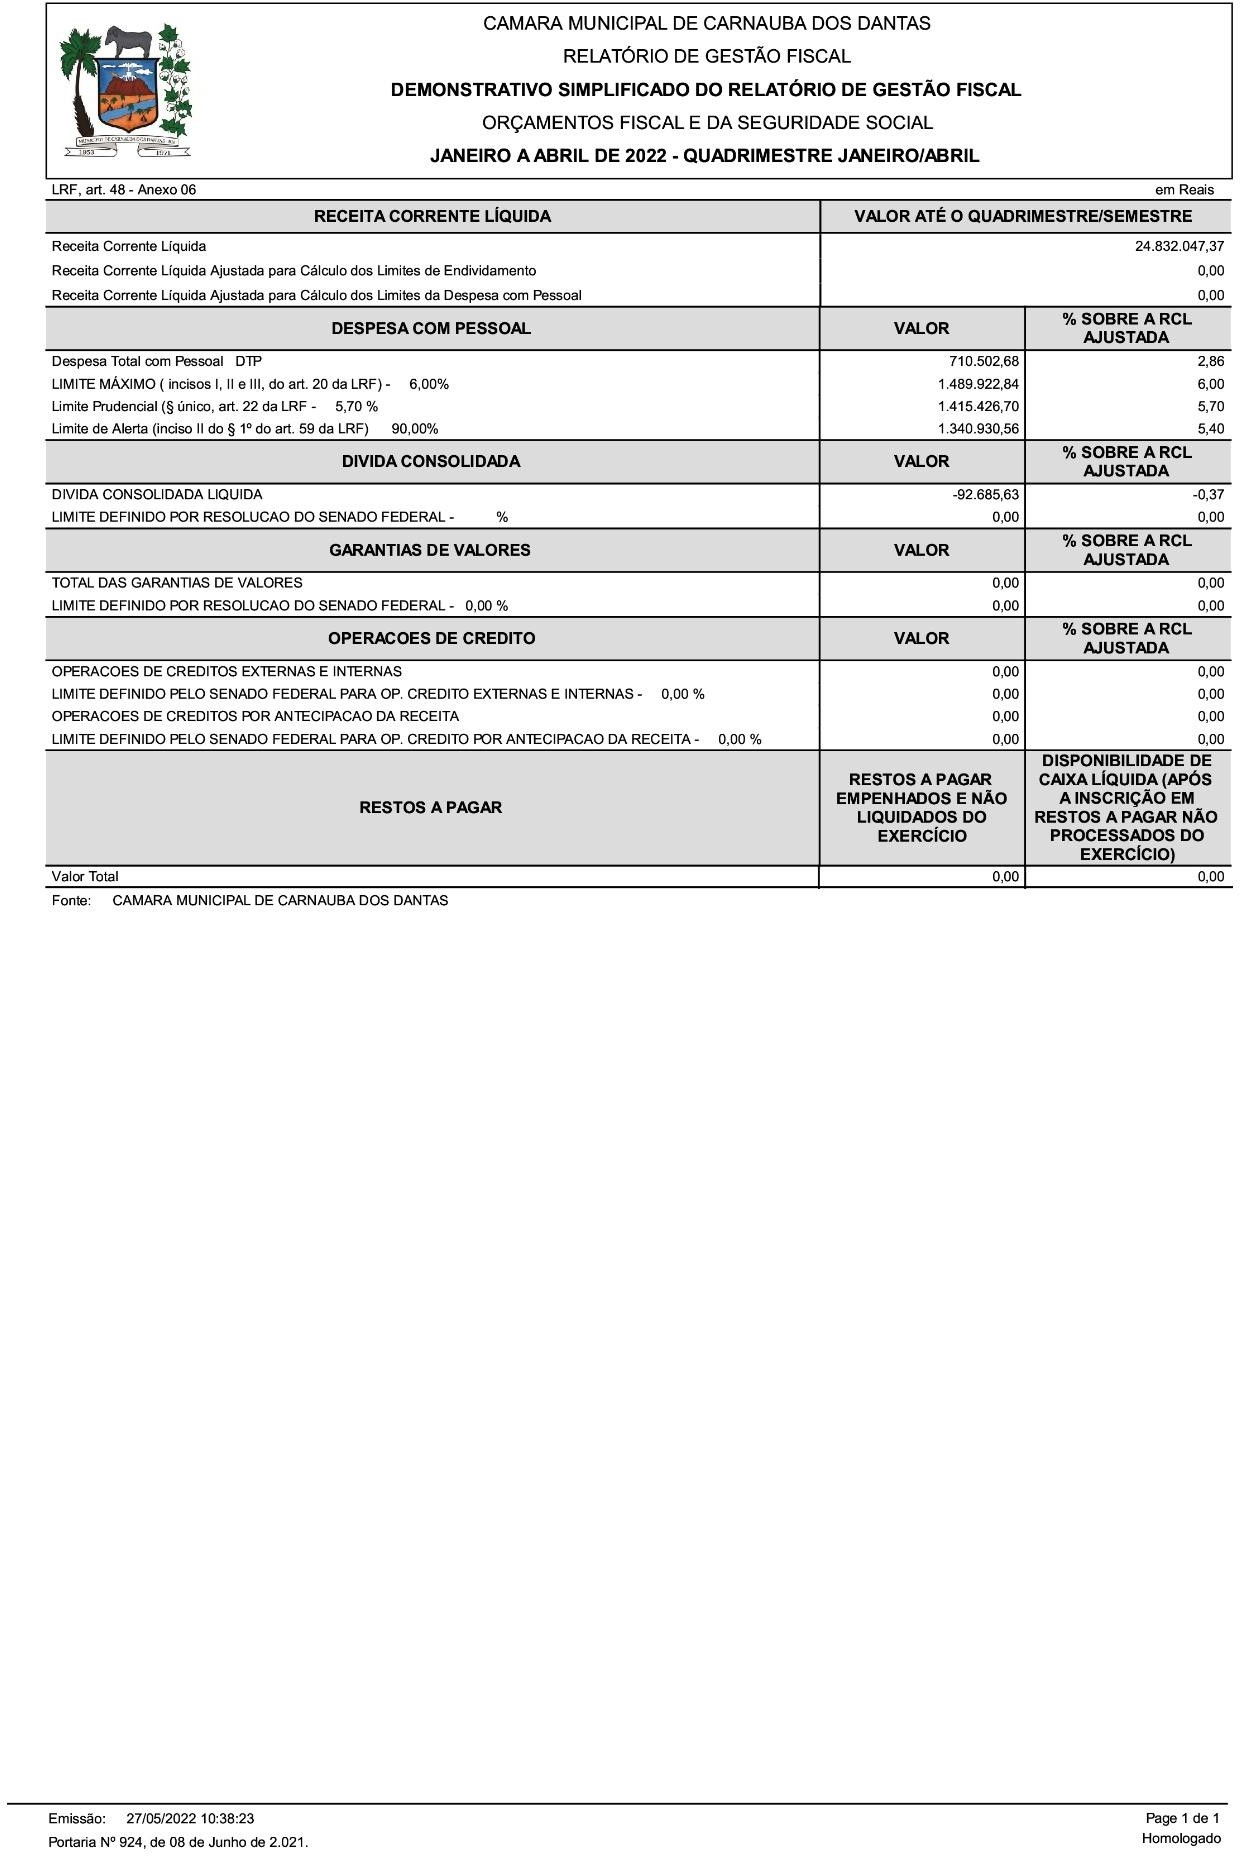 CAMARA MUNICIPAL DE CARNAUBA DOS DANTAS
RELATÓRIO DE GESTÃO FISCAL
DEMONSTRATIVO SIMPLIFICADO DO RELATÓRIO DE GESTÃO FISCAL
ORÇAMENTOS FISCAL E DA SEGURIDADE SOCIAL
JANEIRO A ABRIL DE 2022 - QUADRIMESTRE JANEIRO/ABRIL
1953 1971
LRF, art. 48 - Anexo 06 em Reais
RECEITA CORRENTE LÍQUIDA VALOR ATÉ O QUADRIMESTRE/SEMESTRE
Receita Corrente Líquida 24.832.047,37
Receita Corrente Líquida Ajustada para Cálculo dos Limites de Endividamento 0,00
Receita Corrente Líquida Ajustada para Cálculo dos Limites da Despesa com Pessoal 0,00
DESPESA COM PESSOAL VALOR % SOBRE A RCL
AJUSTADA
Despesa Total com Pessoal DTP 710.502,68 2,86
LIMITE MÁXIMO ( incisos I, II e III, do art. 20 da LRF) - 6,00% 1.489.922,84 6,00
Limite Prudencial (§ único, art. 22 da LRF - 5,70 % 1.415.426,70 5,70
Limite de Alerta (inciso II do § 1º do art. 59 da LRF) 90,00% 1.340.930,56 5,40
DIVIDA CONSOLIDADA VALOR % SOBRE A RCL
AJUSTADA
DIVIDA CONSOLIDADA LIQUIDA -92.685,63 -0,37
LIMITE DEFINIDO POR RESOLUCAO DO SENADO FEDERAL - % 0,00 0,00
GARANTIAS DE VALORES VALOR % SOBRE A RCL
AJUSTADA
TOTAL DAS GARANTIAS DE VALORES 0,00 0,00
LIMITE DEFINIDO POR RESOLUCAO DO SENADO FEDERAL - 0,00 % 0,00 0,00
OPERACOES DE CREDITO VALOR % SOBRE A RCL
AJUSTADA
OPERACOES DE CREDITOS EXTERNAS E INTERNAS 0,00 0,00
LIMITE DEFINIDO PELO SENADO FEDERAL PARA OP. CREDITO EXTERNAS E INTERNAS - 0,00 % 0,00 0,00
OPERACOES DE CREDITOS POR ANTECIPACAO DA RECEITA 0,00 0,00
LIMITE DEFINIDO PELO SENADO FEDERAL PARA OP. CREDITO POR ANTECIPACAO DA RECEITA - 0,00 % 0,00 0,00
RESTOS A PAGAR
RESTOS A PAGAR
EMPENHADOS E NÃO
LIQUIDADOS DO
EXERCÍCIO
DISPONIBILIDADE DE
CAIXA LÍQUIDA (APÓS
A INSCRIÇÃO EM
RESTOS A PAGAR NÃO
PROCESSADOS DO
EXERCÍCIO)
Valor Total 0,00 0,00
Fonte: CAMARA MUNICIPAL DE CARNAUBA DOS DANTAS
Emissão: 27/05/2022 10:38:23 Page 1 de 1
Portaria Nº 924, de 08 de Junho de 2.021. Homologado